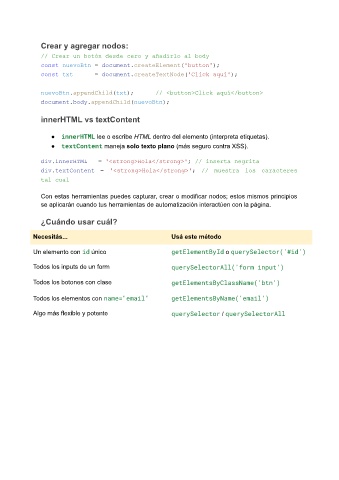 Crear y agregar nodos:
// Crear un botón desde cero y añadirlo al body
const nuevoBtn = document.createElement("button");
const txt = document.createTextNode('Click aquí');
nuevoBtn.appendChild(txt); // <button>Click aquí</button>
document.body.appendChild(nuevoBtn);
innerHTML vs textContent
● innerHTML lee o escribe HTML dentro del elemento (interpreta etiquetas).
● textContent maneja solo texto plano (más seguro contra XSS).
div.innerHTML = '<strong>Hola</strong>'; // inserta negrita
div.textContent = '<strong>Hola</strong>'; // muestra los caracteres
tal cual
Con estas herramientas puedes capturar, crear o modificar nodos; estos mismos principios
se aplicarán cuando tus herramientas de automatización interactúen con la página.
¿Cuándo usar cuál?
Necesitás... Usá este método
Un elemento con id único getElementById o querySelector('#id')
Todos los inputs de un form querySelectorAll('form input')
Todos los botones con clase getElementsByClassName('btn')
Todos los elementos con name="email" getElementsByName('email')
Algo más flexible y potente querySelector / querySelectorAll